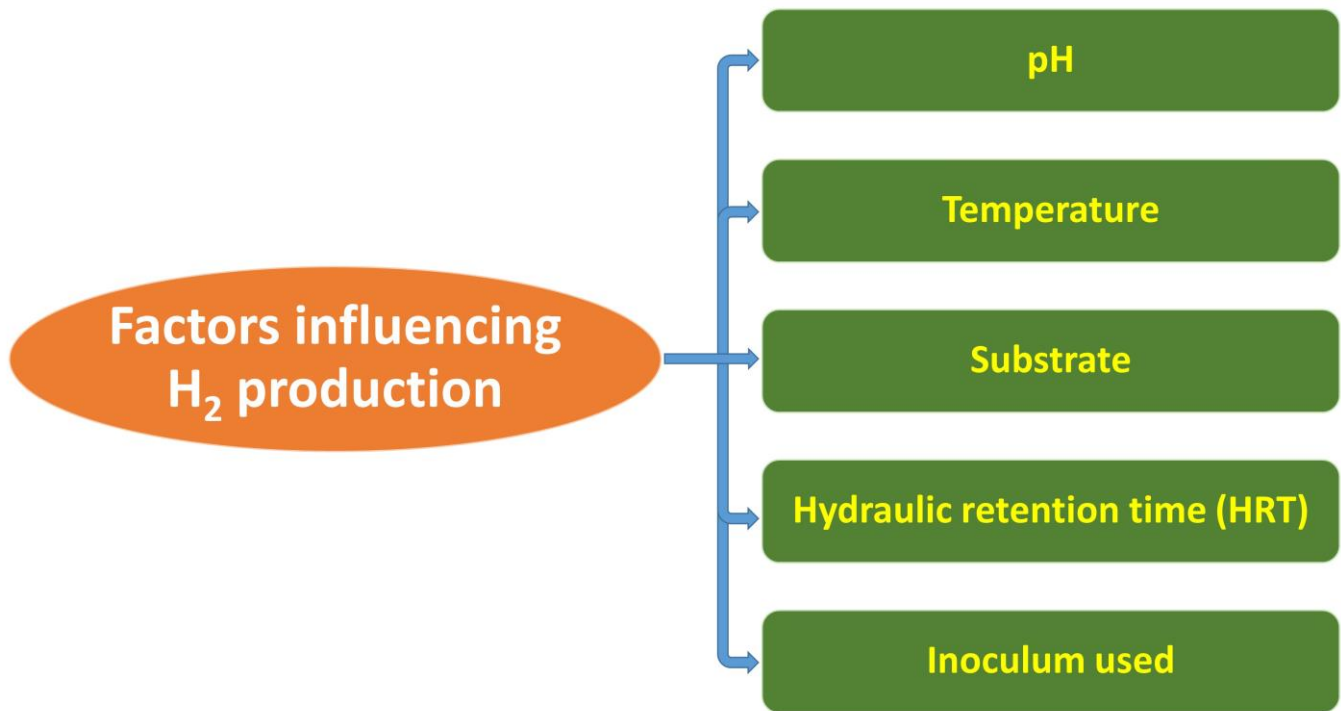 Factors influencing
H₂ production
pH
Temperature
Substrate
Hydraulic retention time (HRT)
Inoculum used